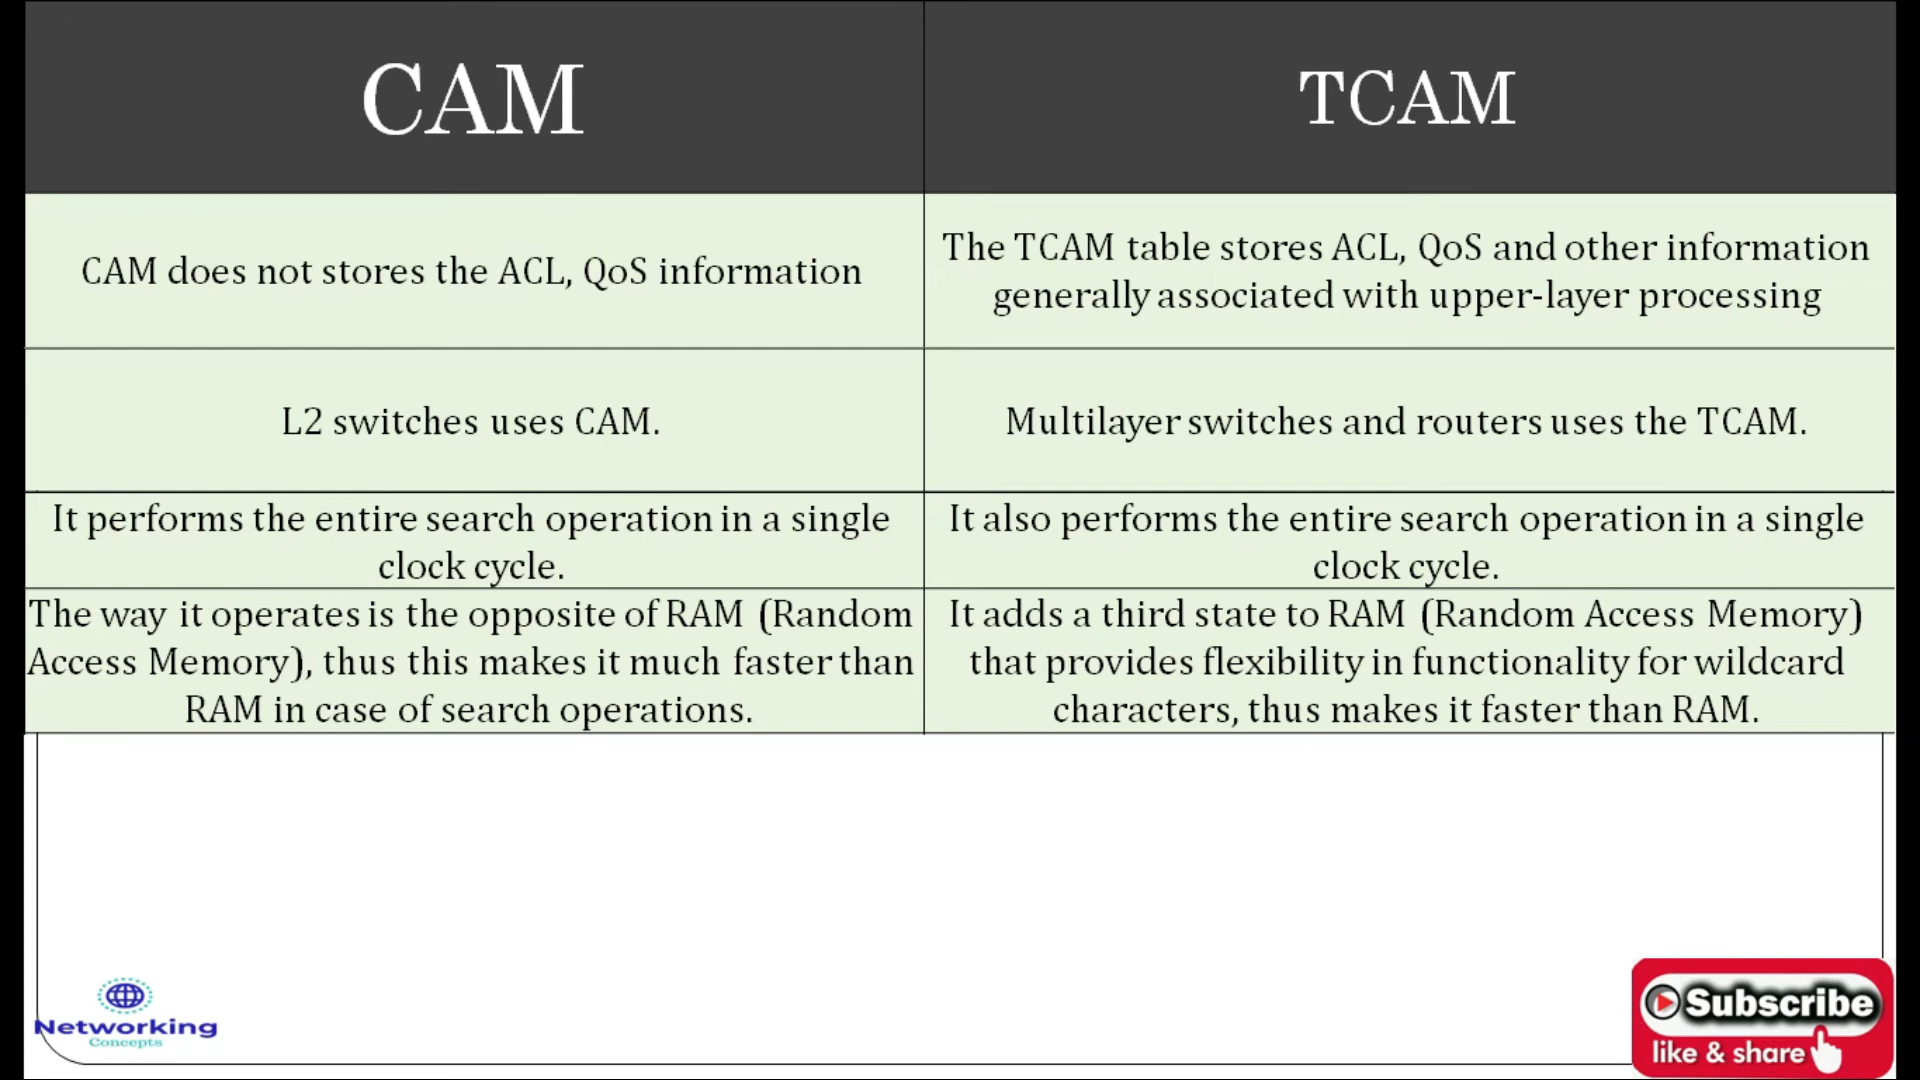 CAM
TCAM
CAM does not stores the ACL, QoS information
The TCAM table stores ACL, QoS and other information
generally associated with upper-layer processing
L2 switches uses CAM.
Multilayer switches and routers uses the TCAM.
It performs the entire search operation in a single
clock cycle.
It also performs the entire search operation in a single
clock cycle.
The way it operates is the opposite of RAM (Random
Access Memory), thus this makes it much faster than
RAM in case of search operations.
It adds a third state to RAM (Random Access Memory)
that provides flexibility in functionality for wildcard
characters, thus makes it faster than RAM.
Networking
Concepts
Subscribe
like & share